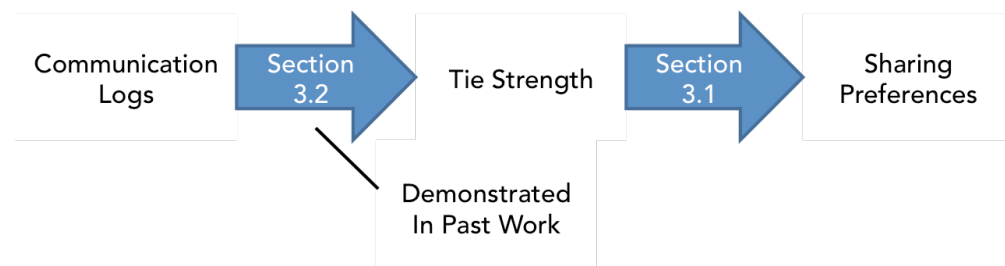 Communication
Logs
Section
3.2
Tie Strength
Section
3.1
Sharing
Preferences
Demonstrated
In Past Work